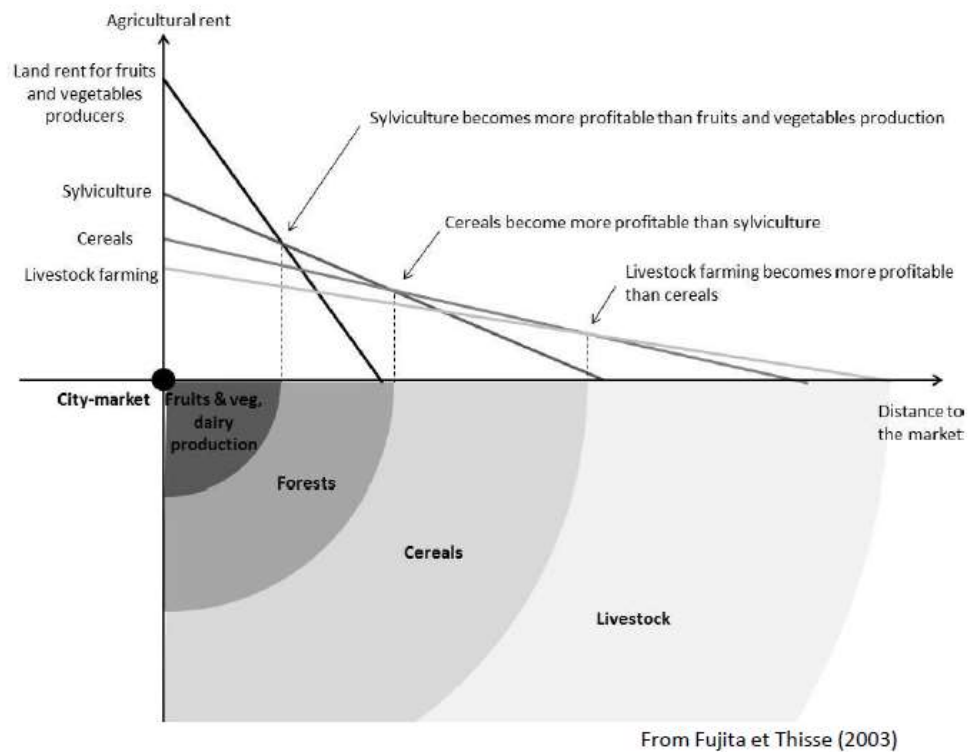 Agricultural rent
Land rent for fruits
and vegetables
producers
Sylviculture becomes more profitable than fruits and vegetables production
Sylviculture
Cereals become more profitable than sylviculture
Cereals
Livestock farming becomes more profitable
than cereals
Livestock farming
City-market
Fruits & veg,
dairy
production
Distance to
the market
Forests
Cereals
Livestock
From Fujita et Thisse (2003)